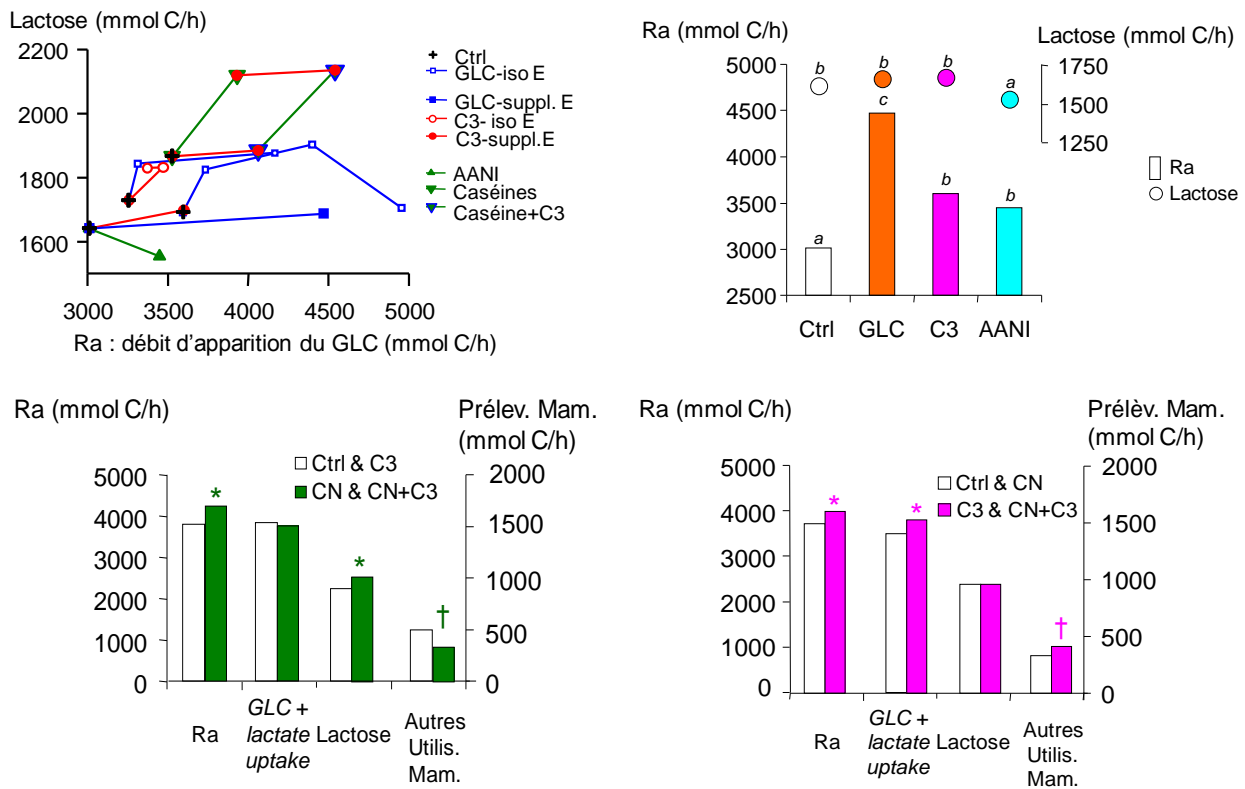 Lactose (mmol C/h)
2200
2000
1800
1600
3000 3500 4000 4500 5000
Ra : débit d'apparition du GLC (mmol C/h)
Ctrl
GLC-iso E
GLC-suppl. E
C3- iso E
C3-suppl.E
AANI
Caséines
Caséine+C3
Ra (mmol C/h)
Lactose (mmol C/h)
5000
4500
4000
3500
3000
2500
1750
1500
1250
b b b a
c
a b b
Ra
Lactose
Ctrl GLC C3 AANI
Ra (mmol C/h)
Prélev. Mam.
(mmol C/h)
5000
4000
3000
2000
1000
0
2000
1500
1000
500
0
Ctrl & C3
CN & CN+C3
* * †
Ra
GLC +
lactate
uptake
Lactose
Autres
Utilis.
Mam.
Ra (mmol C/h)
Prélèv. Mam.
(mmol C/h)
5000
4000
3000
2000
1000
0
2000
1500
1000
500
0
Ctrl & CN
C3 & CN+C3
* * †
Ra
GLC +
lactate
uptake
Lactose
Autres
Utilis.
Mam.